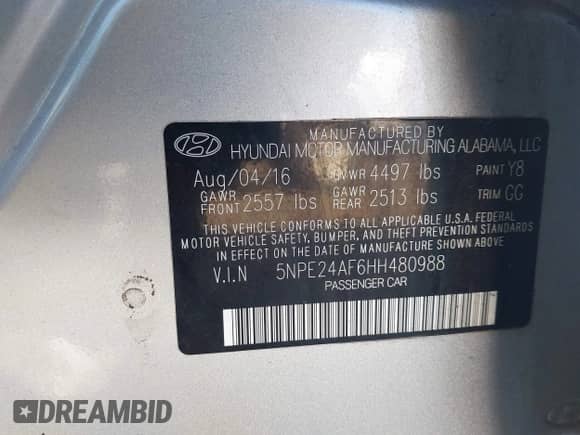 MANUFACTURED BY
HYUNDAI MOTOR MANUFACTURING ALABAMA, LLC
Aug/04/16 GVWR 4497 lbs PAINT Y8
GAWR FRONT 2557 lbs GAWR REAR 2513 lbs TRIM GG
THIS VEHICLE CONFORMS TO ALL APPLICABLE U.S.A. FEDERAL
MOTOR VEHICLE SAFETY, BUMPER, AND THEFT PREVENTION STANDARDS
IN EFFECT ON THE DATE OF MANUFACTURE SHOWN ABOVE.
V.I.N 5NPE24AF6HH480988
PASSENGER CAR
DREAMBID